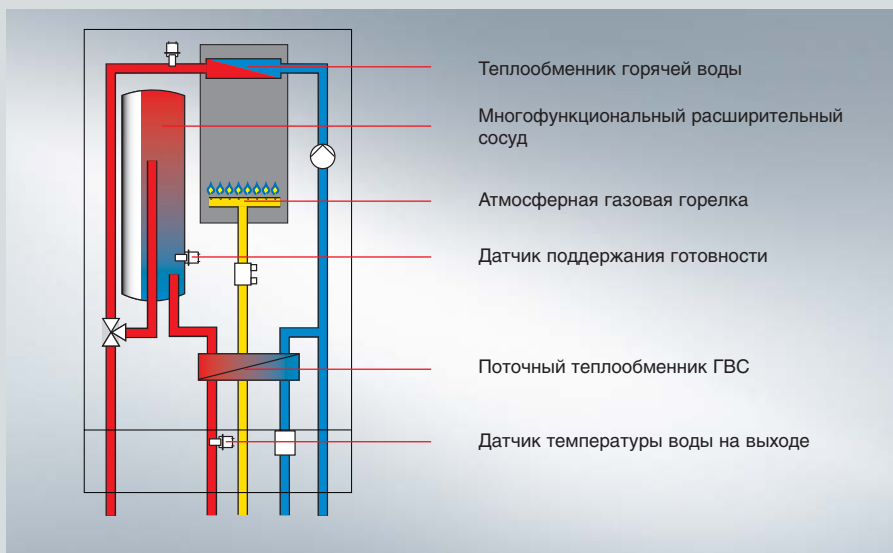 Теплообменник горячей воды
Многофункциональный расширительный
сосуд
Атмосферная газовая горелка
Датчик поддержания готовности
Поточный теплообменник ГВС
Датчик температуры воды на выходе